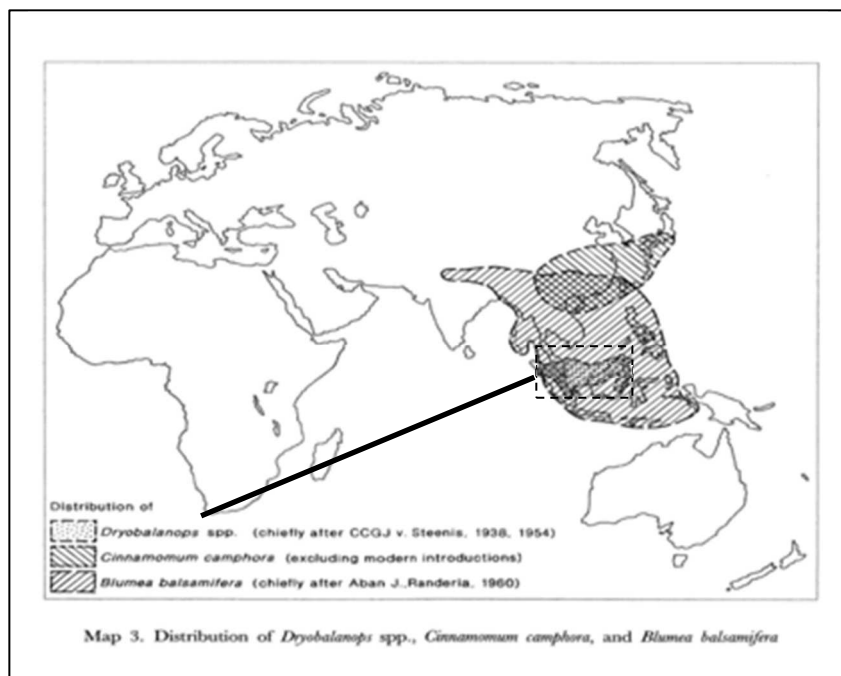 Distribution of
Dryobalanops spp. (chiefly after CCGJ v. Steenis, 1938, 1954)
Cinnamomum camphora (excluding modern introductions)
Blumea balsamifera (chiefly after Aban J., Randeria, 1960)
Map 3. Distribution of Dryobalanops spp., Cinnamomum camphora, and Blumea balsamifera